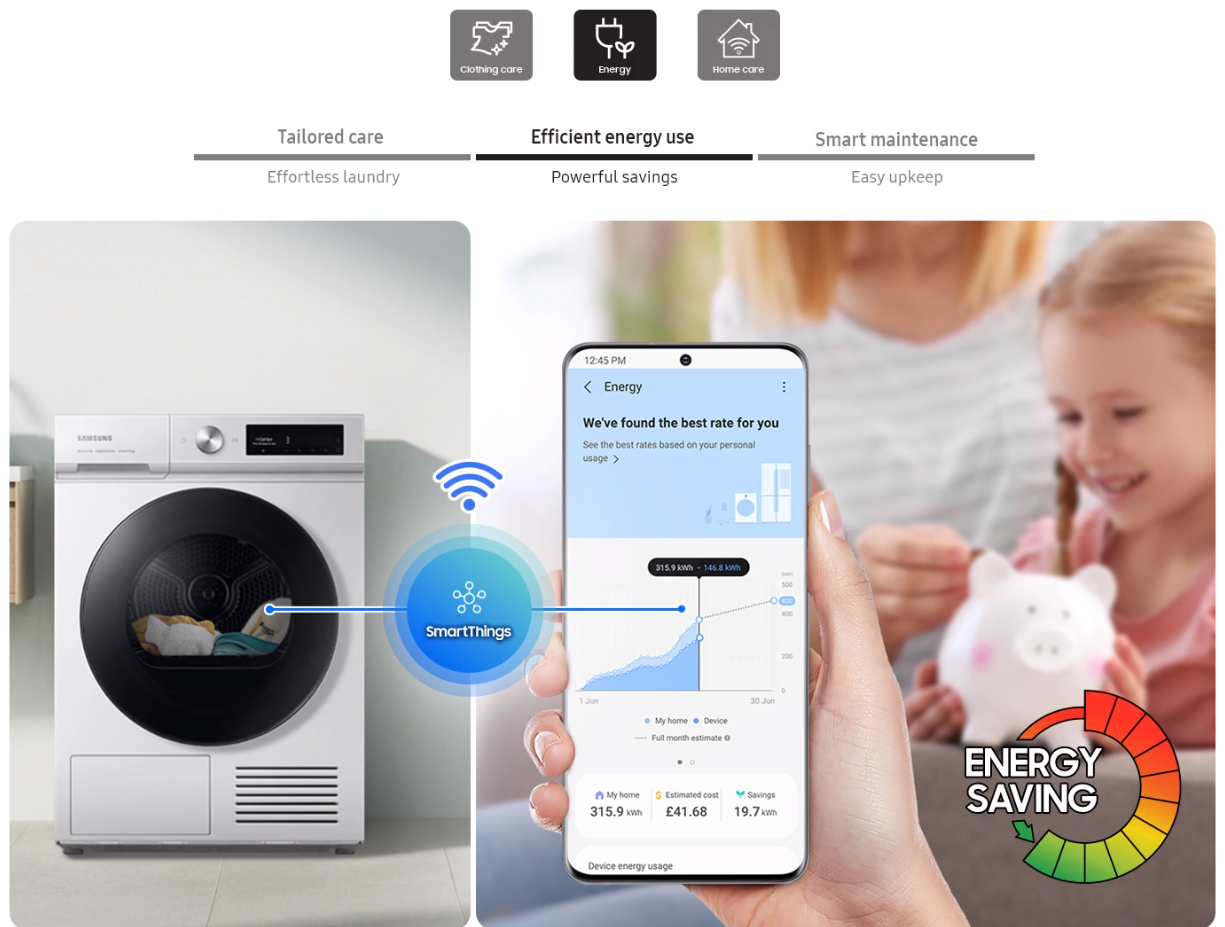 Clothing care
Energy
Home care
Tailored care
Efficient energy use
Smart maintenance
Effortless laundry
Powerful savings
Easy upkeep
SAMSUNG
SmartThings
12:45 PM
Energy
We've found the best rate for you
See the best rates based on your personal
usage
315.9 kWh - 146.8 kWh
500
420
400
200
0
1 Jun
30 Jun
My home
Device
Full month estimate
My home
Estimated cost
Savings
315.9 kWh
£41.68
19.7 kWh
Device energy usage
ENERGY
SAVING